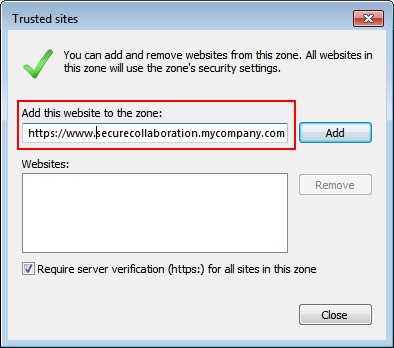 Trusted sites
You can add and remove websites from this zone. All websites in
this zone will use the zone's security settings.
Add this website to the zone:
https://www.securecollaboration.mycompany.com
Add
Websites:
Remove
Require server verification (https:) for all sites in this zone
Close